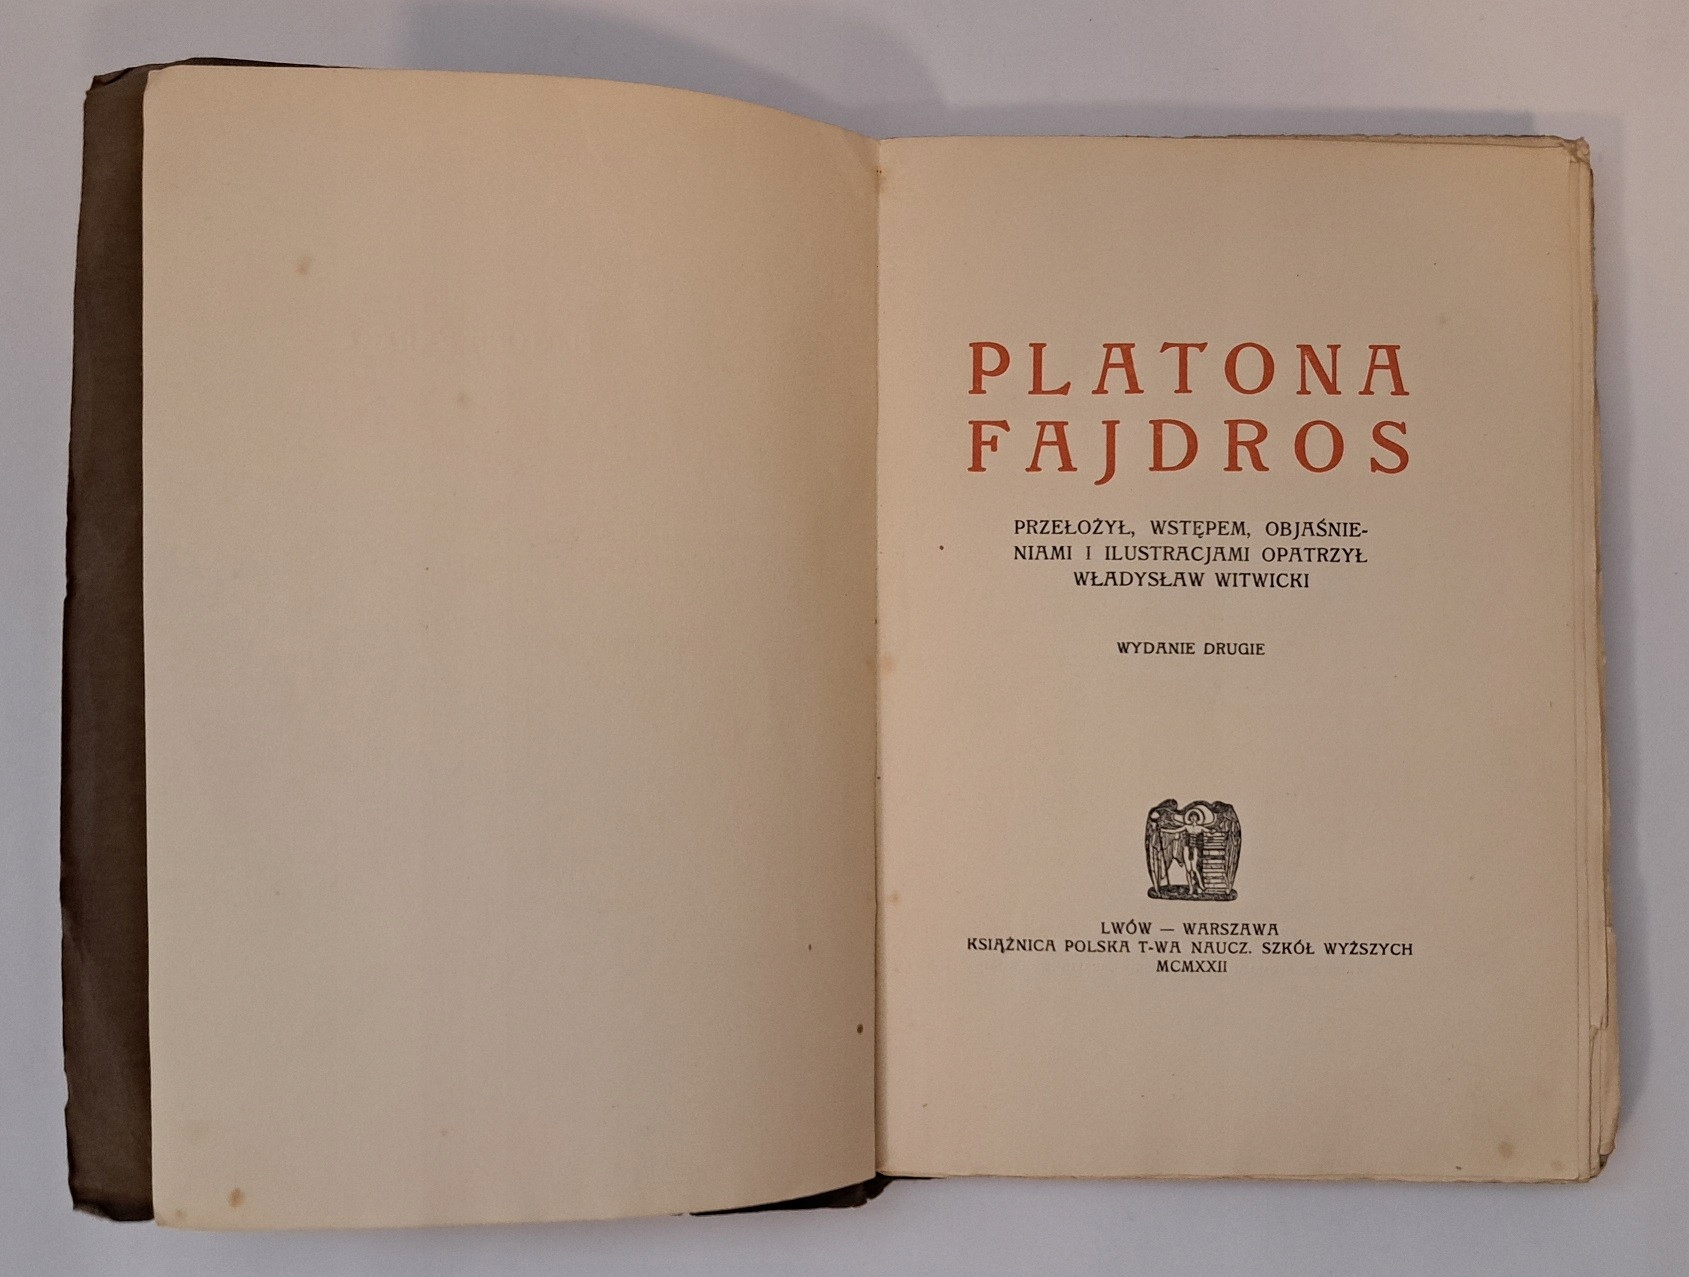 PLATONA
FAJDROS
PRZEŁOŻYŁ, WSTĘPEM, OBJAŚNIE-
NIAMI I ILUSTRACJAMI OPATRZYŁ
WŁADYSŁAW WITWICKI
WYDANIE DRUGIE
LWÓW — WARSZAWA
KSIĄŻNICA POLSKA T-WA NAUCZ. SZKÓŁ WYŻSZYCH
MCMXXII